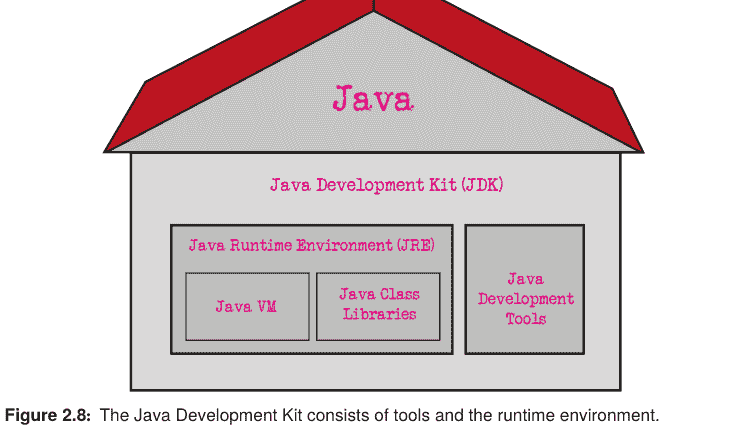 Java
Java Development Kit (JDK)
Java Runtime Environment (JRE)
Java VM
Java Class
Libraries
Java
Development
Tools
Figure 2.8: The Java Development Kit consists of tools and the runtime environment.